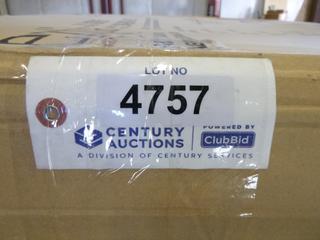 LOT NO
4757
CENTURY AUCTIONS
POWERED BY
ClubBid
A DIVISION OF CENTURY SERVICES